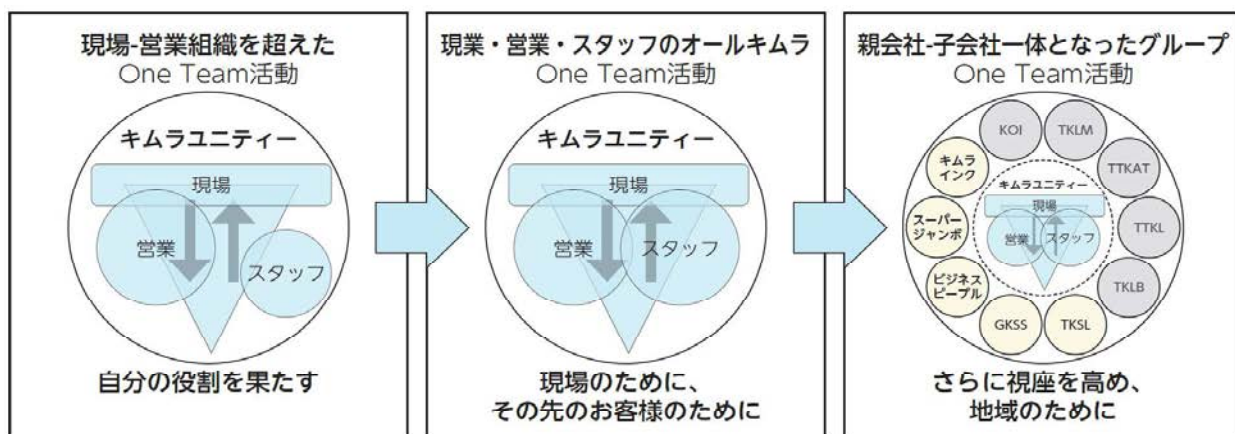 現場-営業組織を超えた
One Team活動
キムラユニティー
現場
営業
スタッフ
自分の役割を果たす
現業・営業・スタッフのオールキムラ
One Team活動
キムラユニティー
現場
営業
スタッフ
現場のために、
その先のお客様のために
親会社-子会社一体となったグループ
One Team活動
KOI
TKLM
キムラ
インク
TTKAT
スーパー
ジャンボ
TTKL
ビジネス
ピープル
TKLB
GKSS
TKSL
キムラユニティー
現場
営業
スタッフ
さらに視座を高め、
地域のために